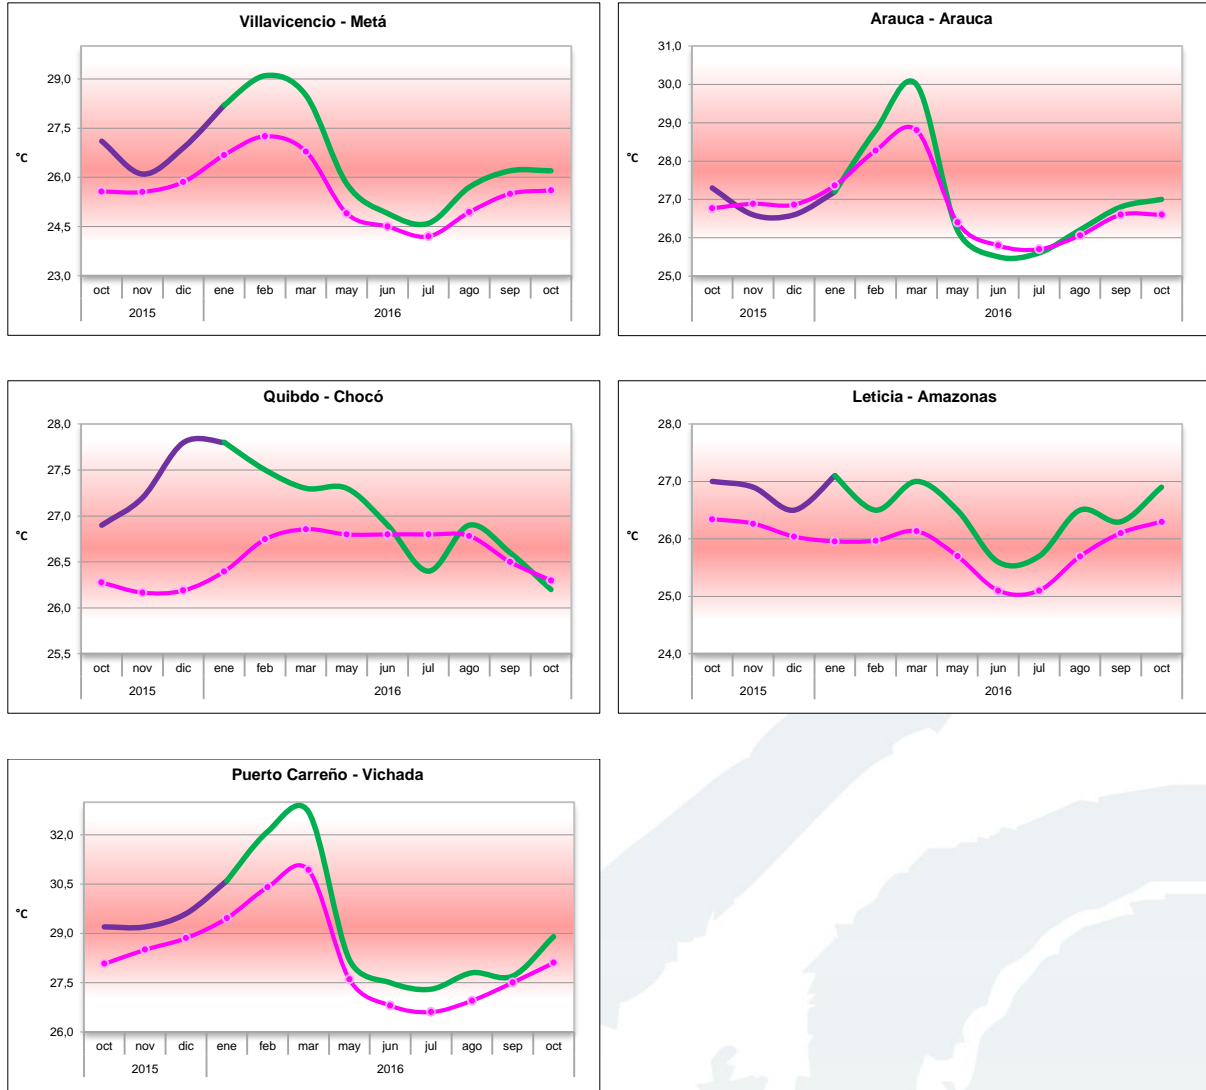 Villavicencio - Metá
29,0
27,5
°C
26,0
24,5
23,0
oct nov dic ene feb mar may jun jul ago sep oct
2015 2016
Arauca - Arauca
31,0
30,0
29,0
28,0
°C
27,0
26,0
25,0
oct nov dic ene feb mar may jun jul ago sep oct
2015 2016
Quibdo - Chocó
28,0
27,5
27,0
°C
26,5
26,0
25,5
oct nov dic ene feb mar may jun jul ago sep oct
2015 2016
Leticia - Amazonas
28,0
27,0
°C
26,0
25,0
24,0
oct nov dic ene feb mar may jun jul ago sep oct
2015 2016
Puerto Carreño - Vichada
32,0
30,5
°C
29,0
27,5
26,0
oct nov dic ene feb mar may jun jul ago sep oct
2015 2016